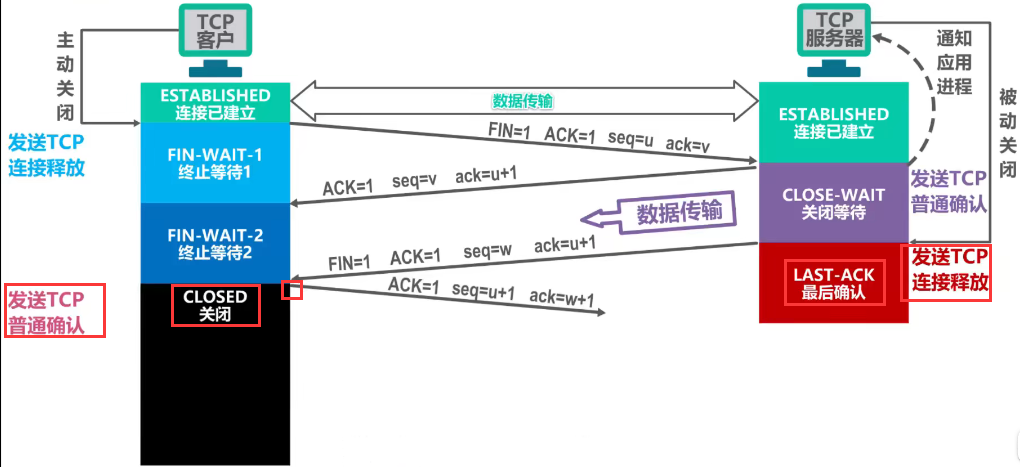 TCP
客户
TCP
服务器
主动关闭
通知
应用
进程
被动关闭
ESTABLISHED
连接已建立
数据传输
ESTABLISHED
连接已建立
发送TCP
连接释放
FIN=1 ACK=1 seq=u ack=v
FIN-WAIT-1
终止等待1
ACK=1 seq=v ack=u+1
CLOSE-WAIT
关闭等待
发送TCP
普通确认
数据传输
FIN-WAIT-2
终止等待2
FIN=1 ACK=1 seq=w ack=u+1
发送TCP
连接释放
LAST-ACK
最后确认
发送TCP
普通确认
CLOSED
关闭
ACK=1 seq=u+1 ack=w+1